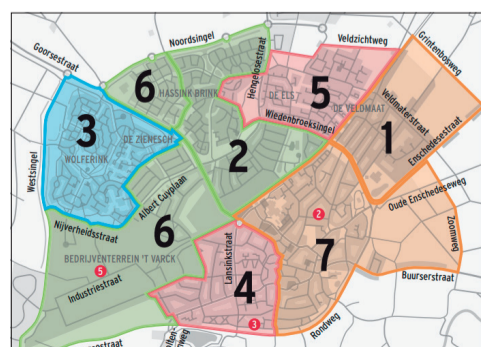 Noordsingel
Goorsestraat
Veldzichtweg
Grintenbosweg
6
HASSINK BRINK
Hengelosestraat
DE ELS
5
DE VELDMAAT
Veldmaterstraat
1
Enschedesestraat
3
DE ZIENESCH
WOLFERINK
Westsingel
2
Wiedenbroeksingel
Albert Cuyplaan
6
Nijverheidsstraat
BEDRIJVENTERREIN 'T VARCK
5
Industriestraat
Lansinkstraat
4
3
2
7
Oude Enschedeseweg
Zoomweg
Buurserstraat
Rondweg